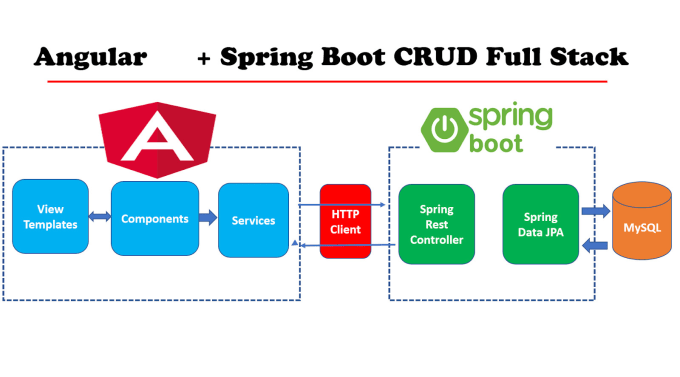 Angular + Spring Boot CRUD Full Stack
A
spring
boot
View
Templates
Components
Services
HTTP
Client
Spring
Rest
Controller
Spring
Data JPA
MySQL